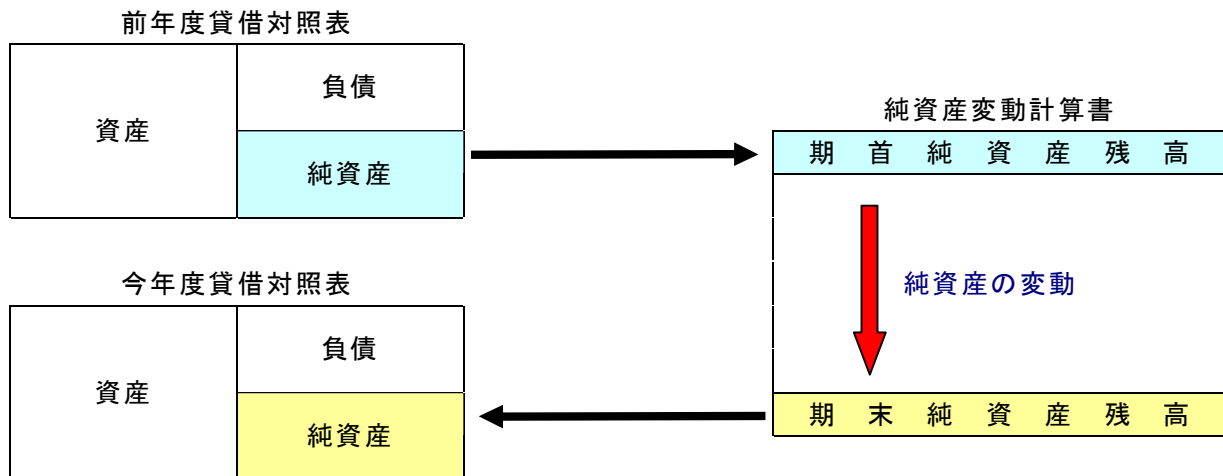 前年度貸借対照表
資産
負債
純資産
純資産変動計算書
期首純資産残高
純資産の変動
期末純資産残高
今年度貸借対照表
資産
負債
純資産